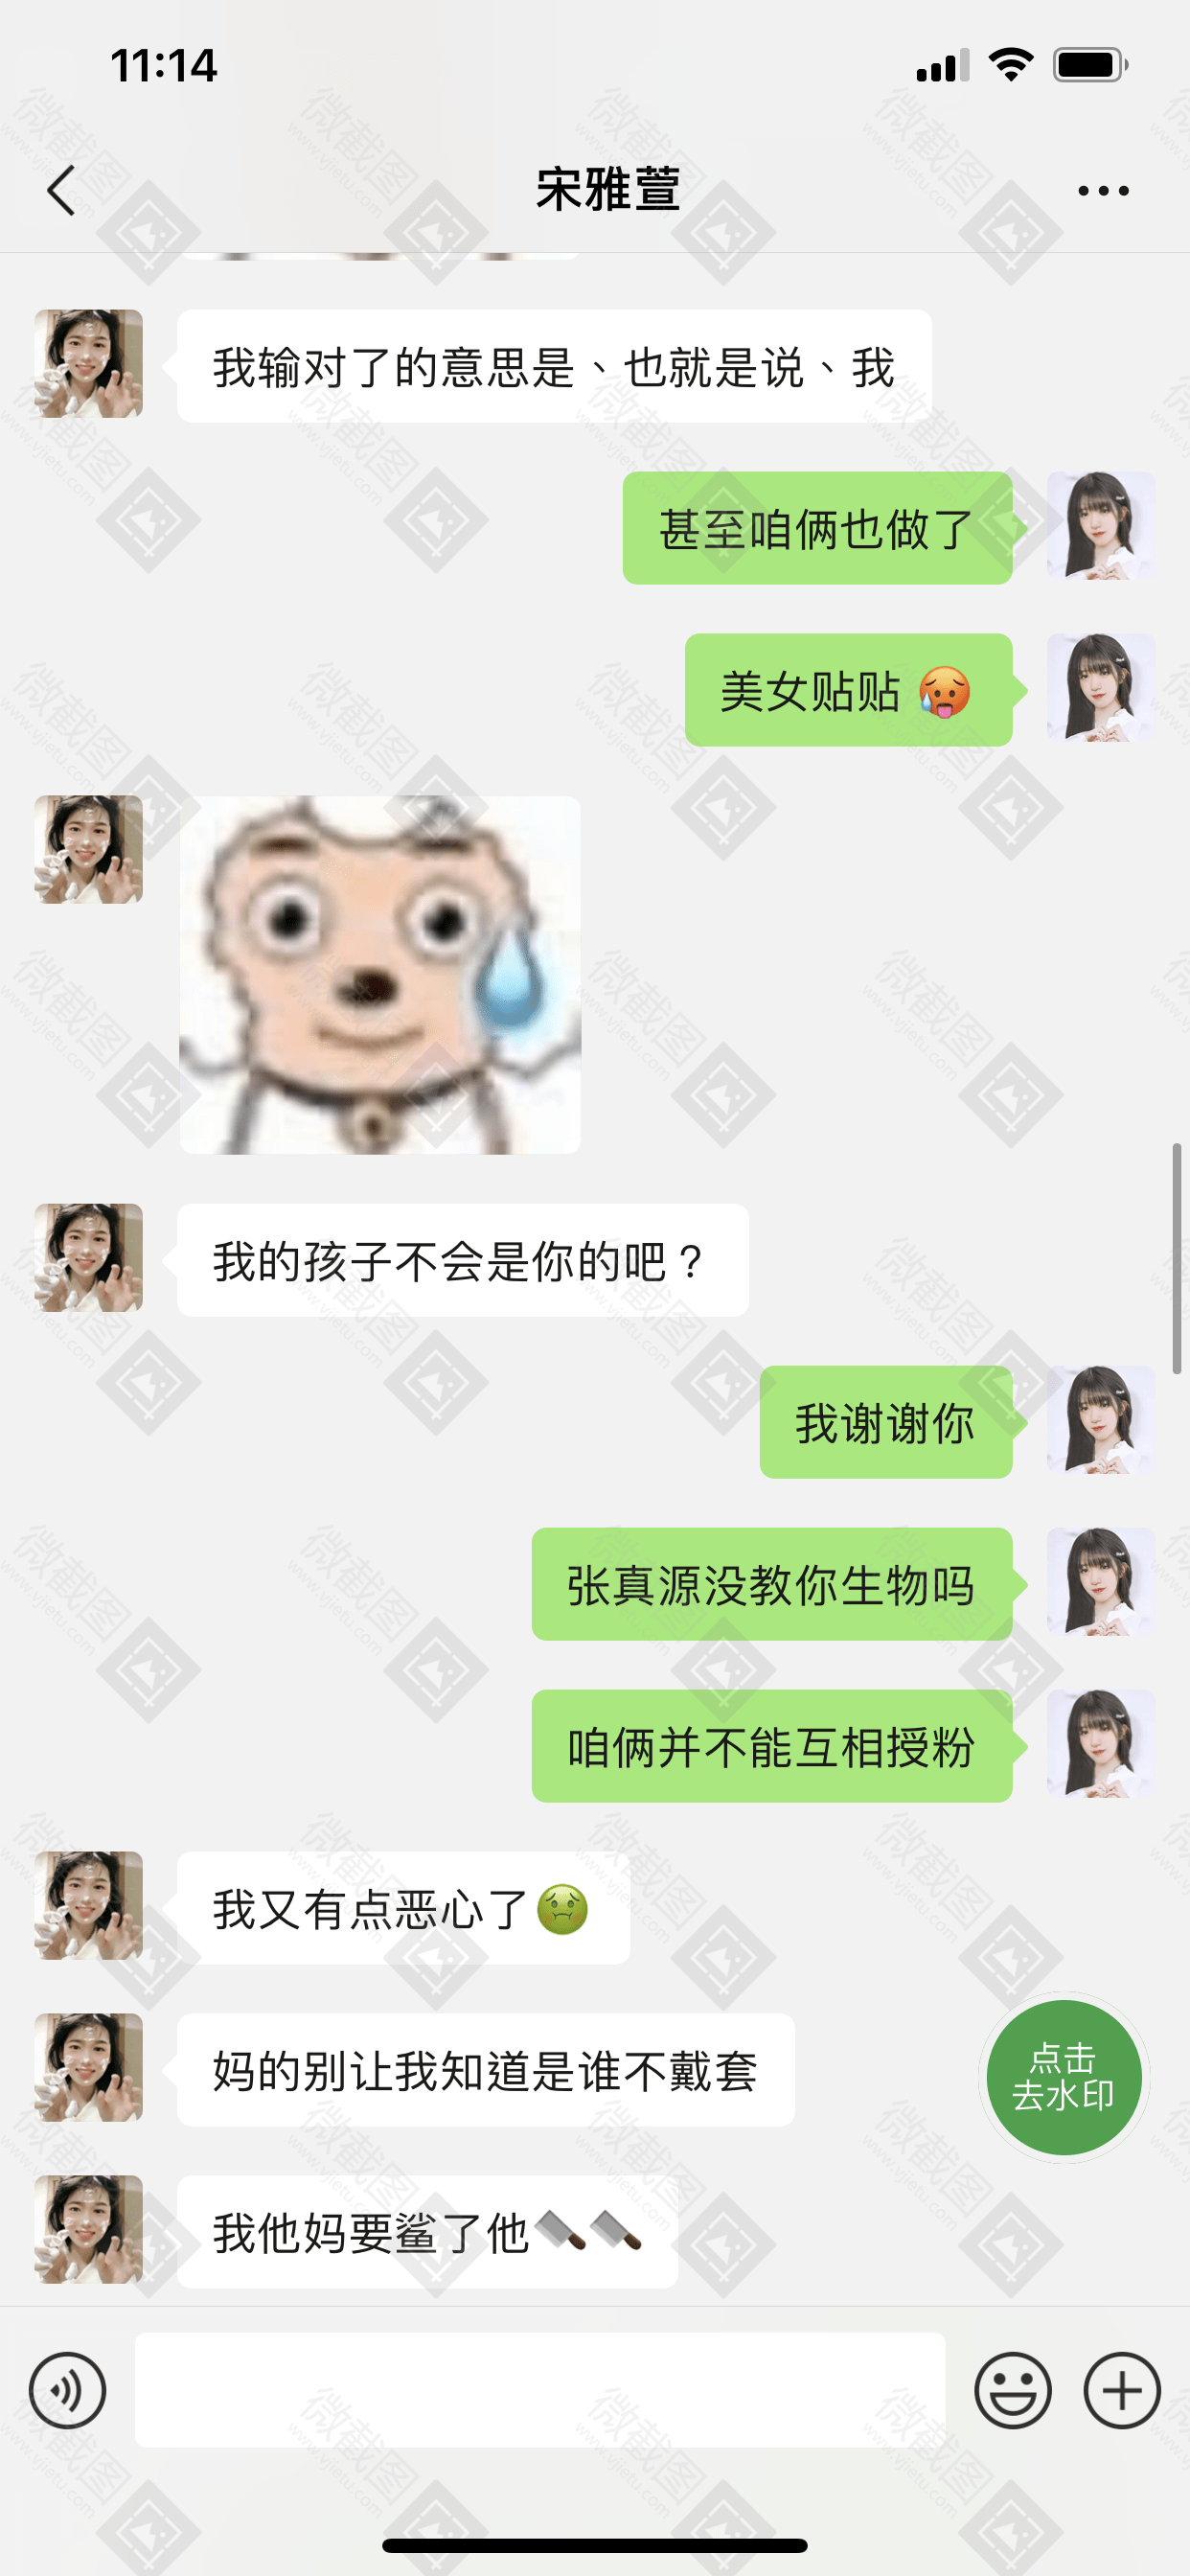 11:14
宋雅萱
我输对了的意思是、也就是说、我
甚至咱俩也做了
美女贴贴 🥵
我的孩子不会是你的吧？
我谢谢你
张真源没教你生物吗
咱俩并不能互相授粉
我又有点恶心了🤢
妈的别让我知道是谁不戴套
点击
去水印
我他妈要鲨了他🔪🔪
微截图
www.vjietu.com